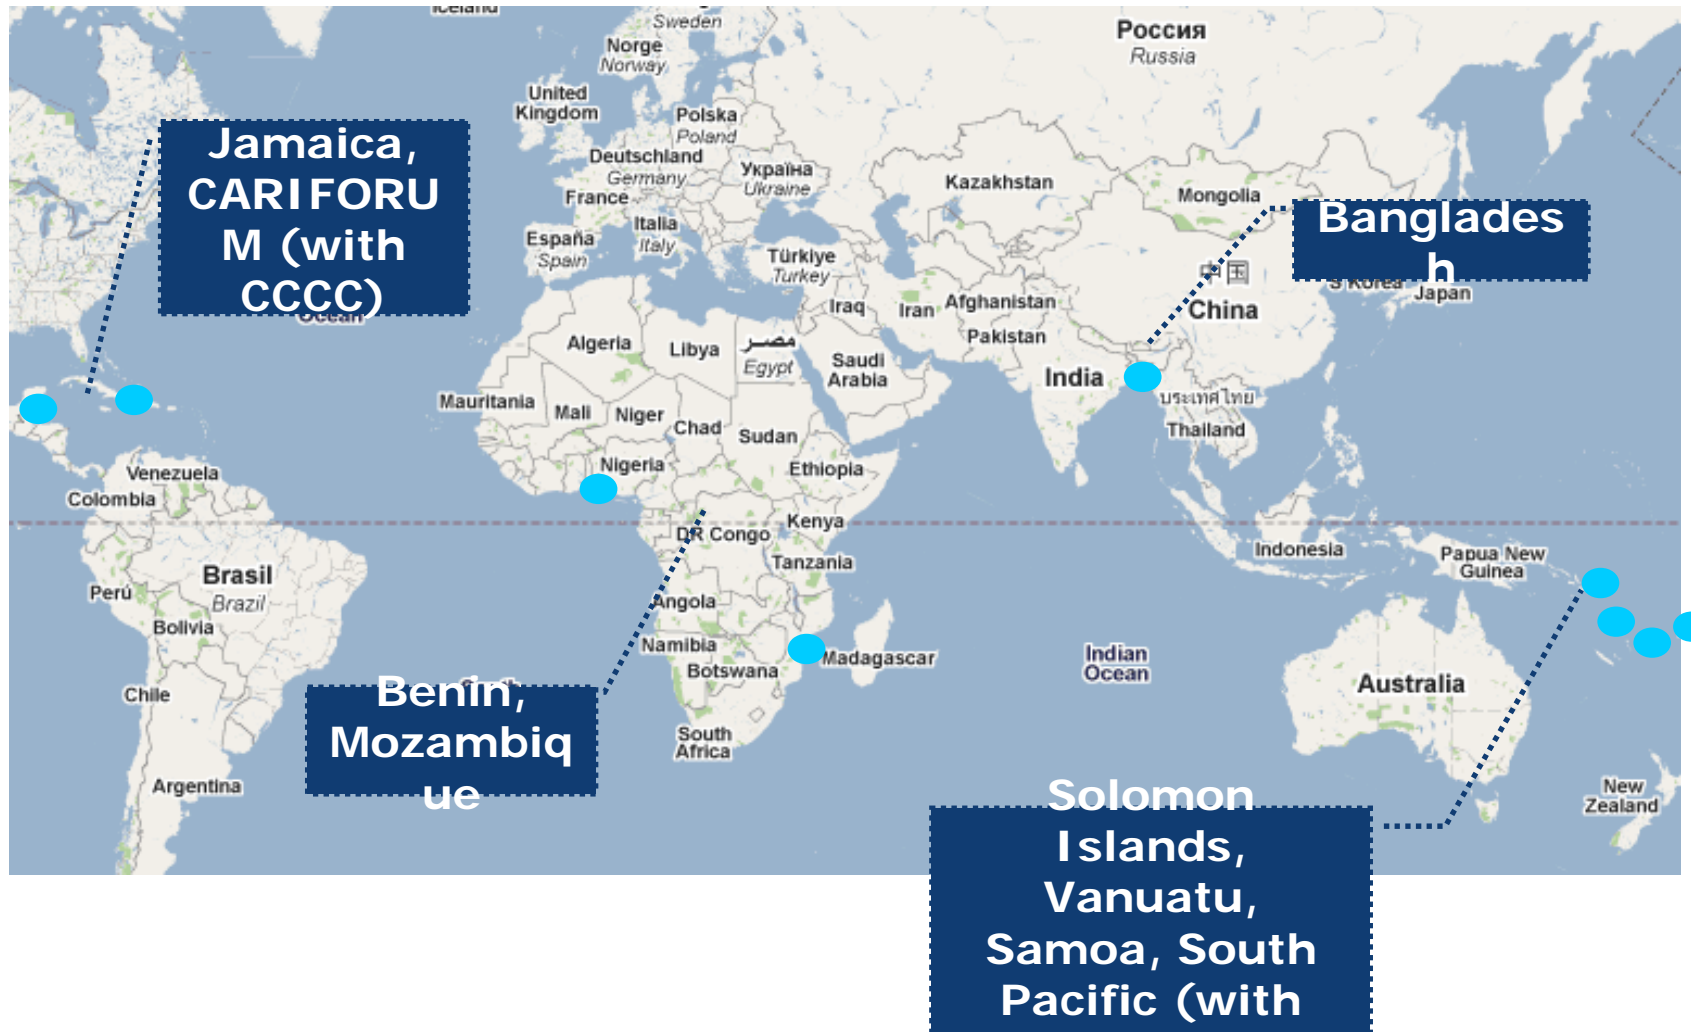 Iceland
Sweden
Norge
Norway
Россия
Russia
United
Kingdom
Polska
Poland
Deutschland
Germany
Україна
Ukraine
France
Kazakhstan
Mongolia
Italia
Italy
España
Spain
Türkiye
Turkey
中国
China
S Korea
Japan
Iraq
Iran
Afghanistan
Pakistan
Jamaica,
CARIFORU
M (with
CCCC)
Ocean
Banglades
h
Algeria
Libya
مصر
Egypt
Saudi
Arabia
India
ประเทศไทย
Thailand
Mauritania
Mali
Niger
Chad
Sudan
Nigeria
Ethiopia
Venezuela
Colombia
DR Congo
Kenya
Tanzania
Indonesia
Papua New
Guinea
Perú
Brasil
Brazil
Bolivia
Angola
Namibia
Botswana
Madagascar
Indian
Ocean
Australia
Chile
South
Africa
Argentina
New
Zealand
Benin,
Mozambiq
ue
Solomon
Islands,
Vanuatu,
Samoa, South
Pacific (with